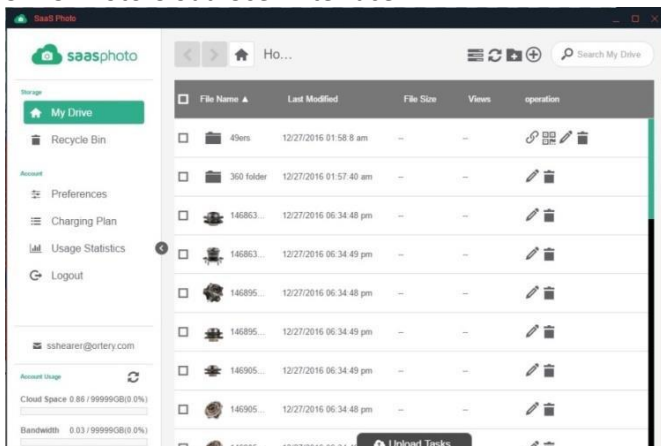 SaaS Photo
saasphoto
Ho...
Search My Drive
Storage
My Drive
Recycle Bin
Account
Preferences
Charging Plan
Usage Statistics
Logout
sshearer@ortery.com
Account Usage
Cloud Space 0.86 / 99999GB(0.0%)
Bandwidth 0.03 / 99999GB(0.0%)
File Name ▲ Last Modified File Size Views operation
49ers 12/27/2016 01:58:8 am -- --
360 folder 12/27/2016 01:57:40 am -- --
146863... 12/27/2016 06:34:48 pm -- --
146863... 12/27/2016 06:34:49 pm -- --
146895... 12/27/2016 06:34:48 pm -- --
146895... 12/27/2016 06:34:49 pm -- --
146905... 12/27/2016 06:34:49 pm -- --
146905... 12/27/2016 06:34:48 pm -- --
Upload Tasks